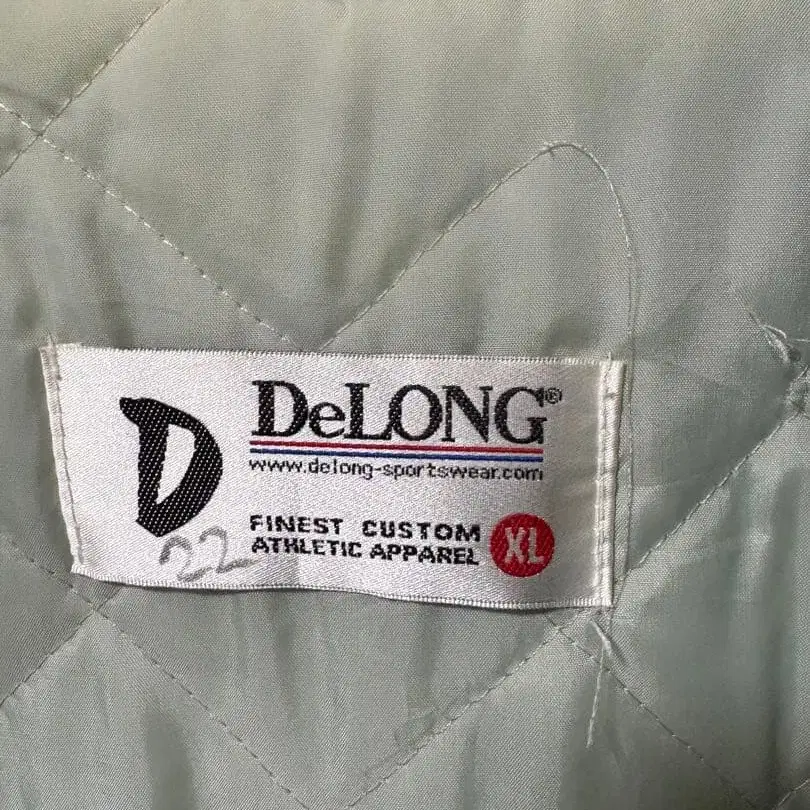 D
DeLONG®
www.delong-sportswear.com
FINEST CUSTOM
ATHLETIC APPAREL
XL
22